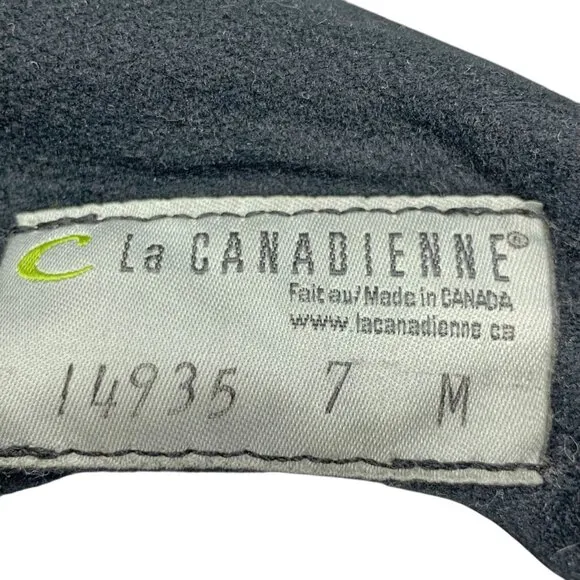 La CANADIENNE®
Fait au/Made in CANADA
www.lacanadienne.ca
14935 7 M